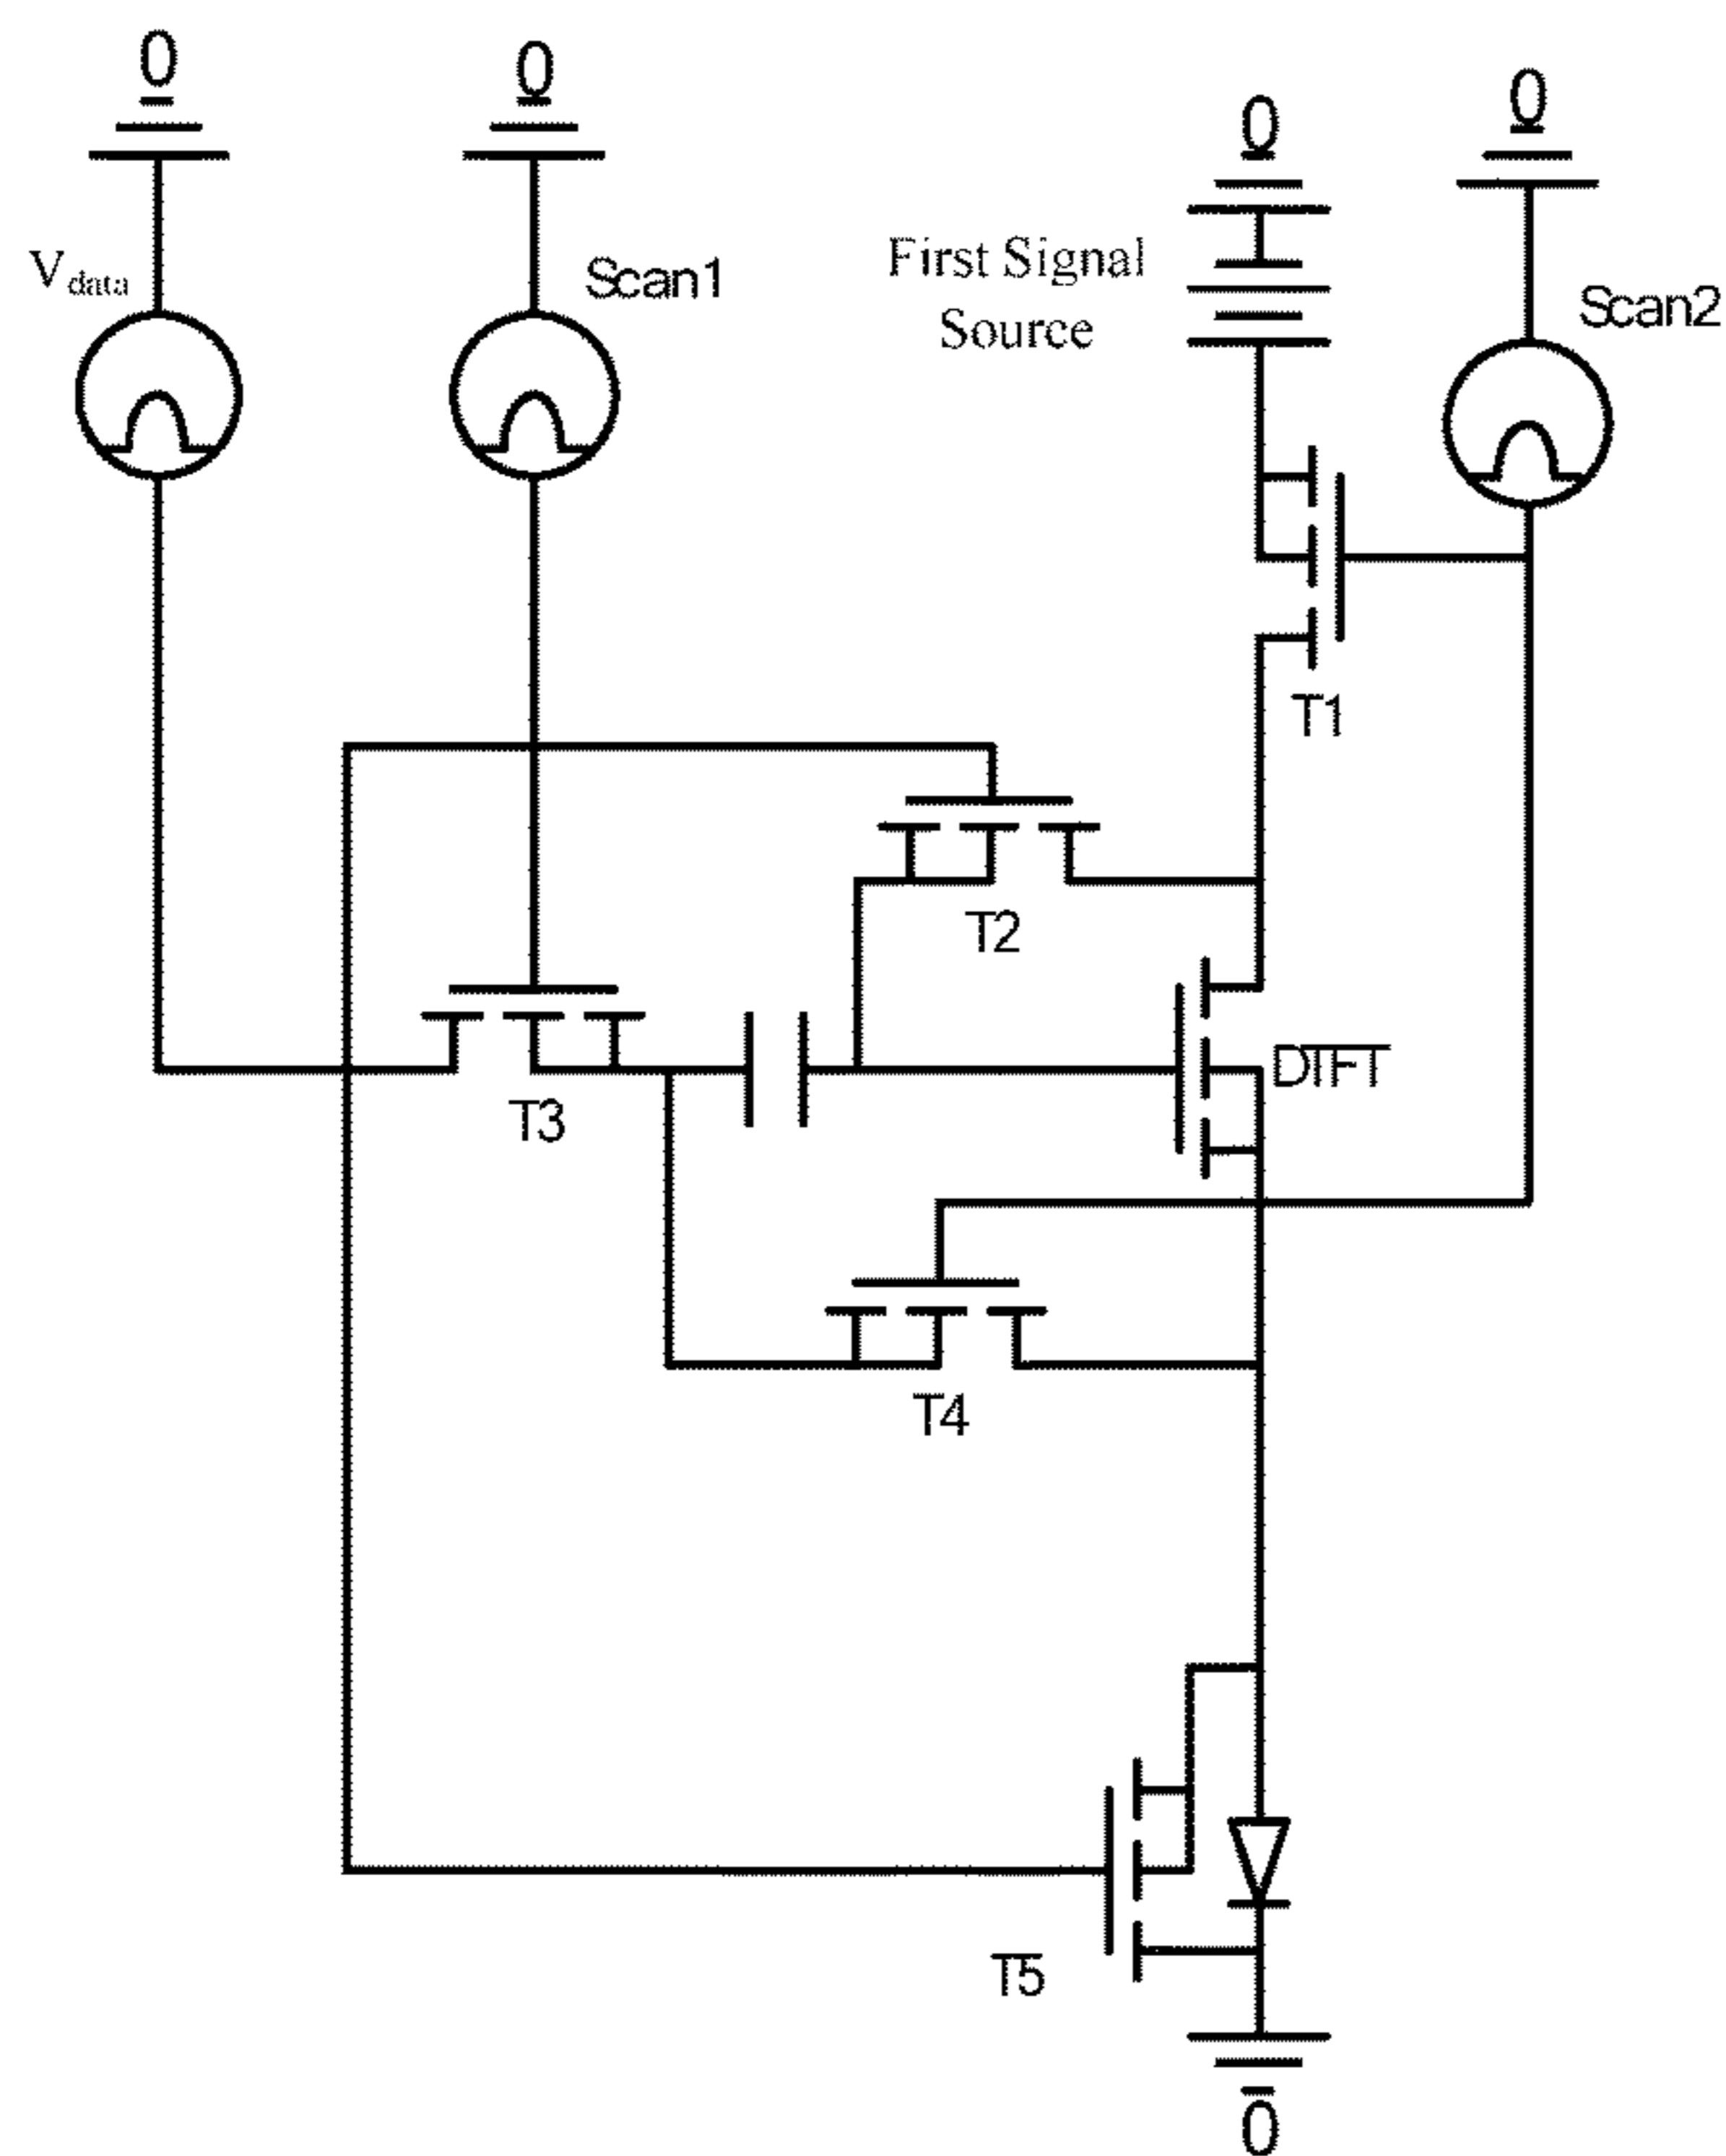 0
0
0
0
Vdata
Scan1
First Signal
Source
Scan2
T1
T2
DTFT
T3
T4
T5
0